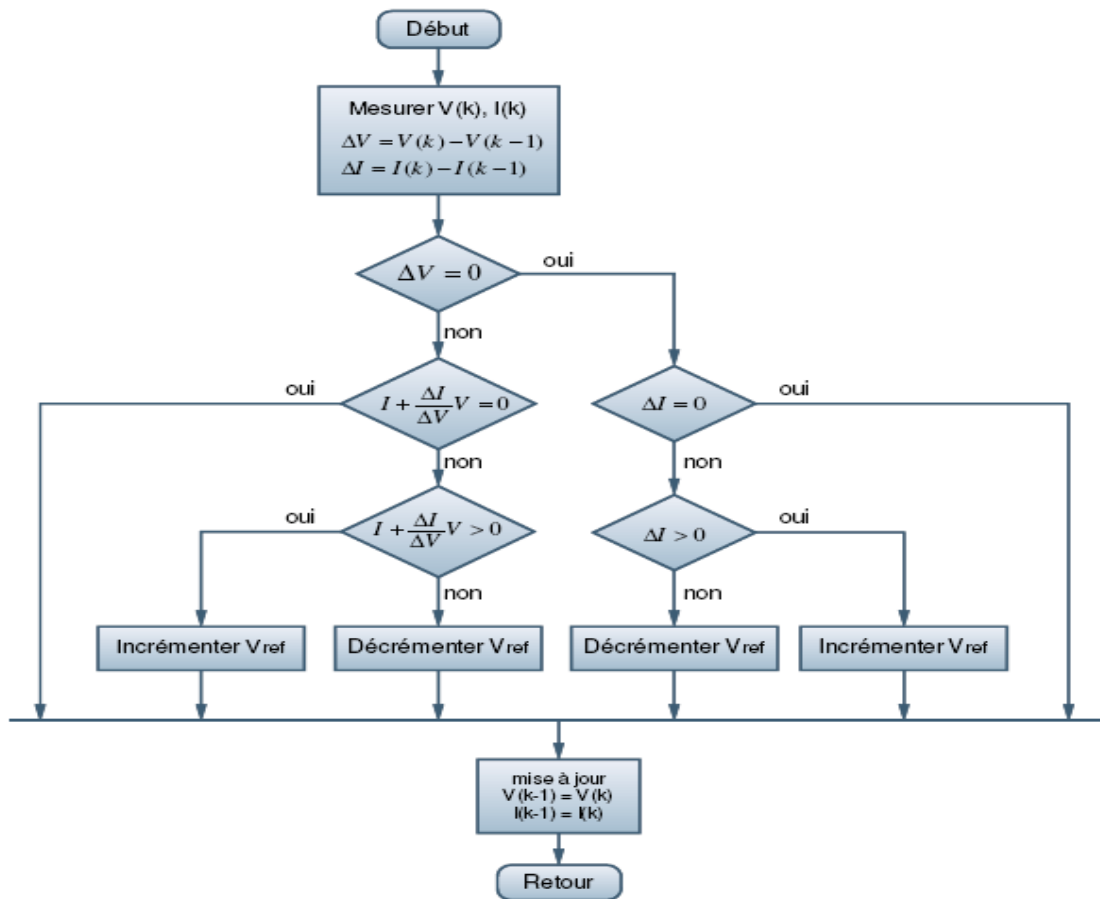 Début
Mesurer V(k), I(k)
ΔV = V(k) – V(k – 1)
ΔI = I(k) – I(k – 1)
ΔV = 0
oui
non
oui
I + ΔI/ΔV V = 0
ΔI = 0
oui
non
non
oui
I + ΔI/ΔV V > 0
ΔI > 0
oui
non
non
Incrémenter Vref
Décrémenter Vref
Décrémenter Vref
Incrémenter Vref
mise à jour
V(k-1) = V(k)
I(k-1) = I(k)
Retour